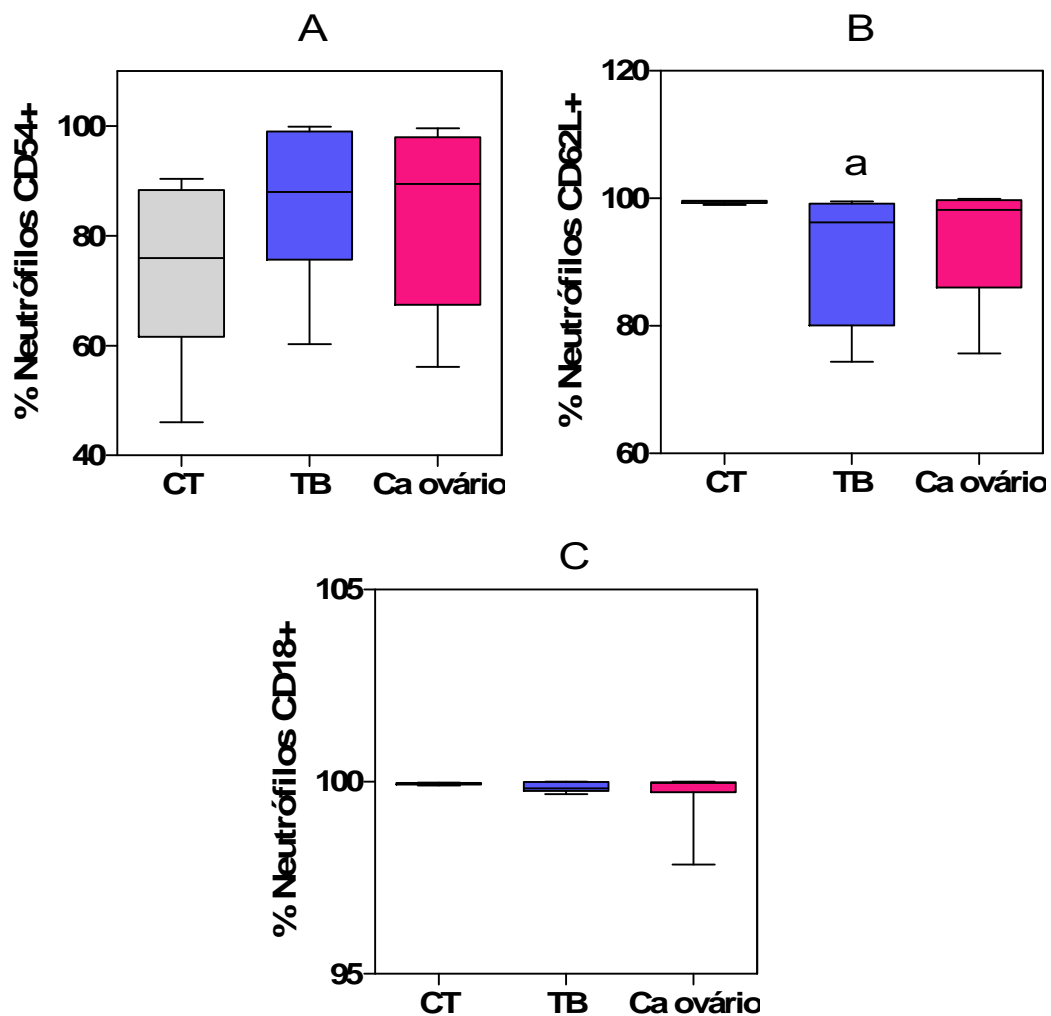 A
% Neutrófilos CD54+
100
80
60
40
CT TB Ca ovário
B
% Neutrófilos CD62L+
120
100
80
60
a
CT TB Ca ovário
C
% Neutrófilos CD18+
105
100
95
CT TB Ca ovário